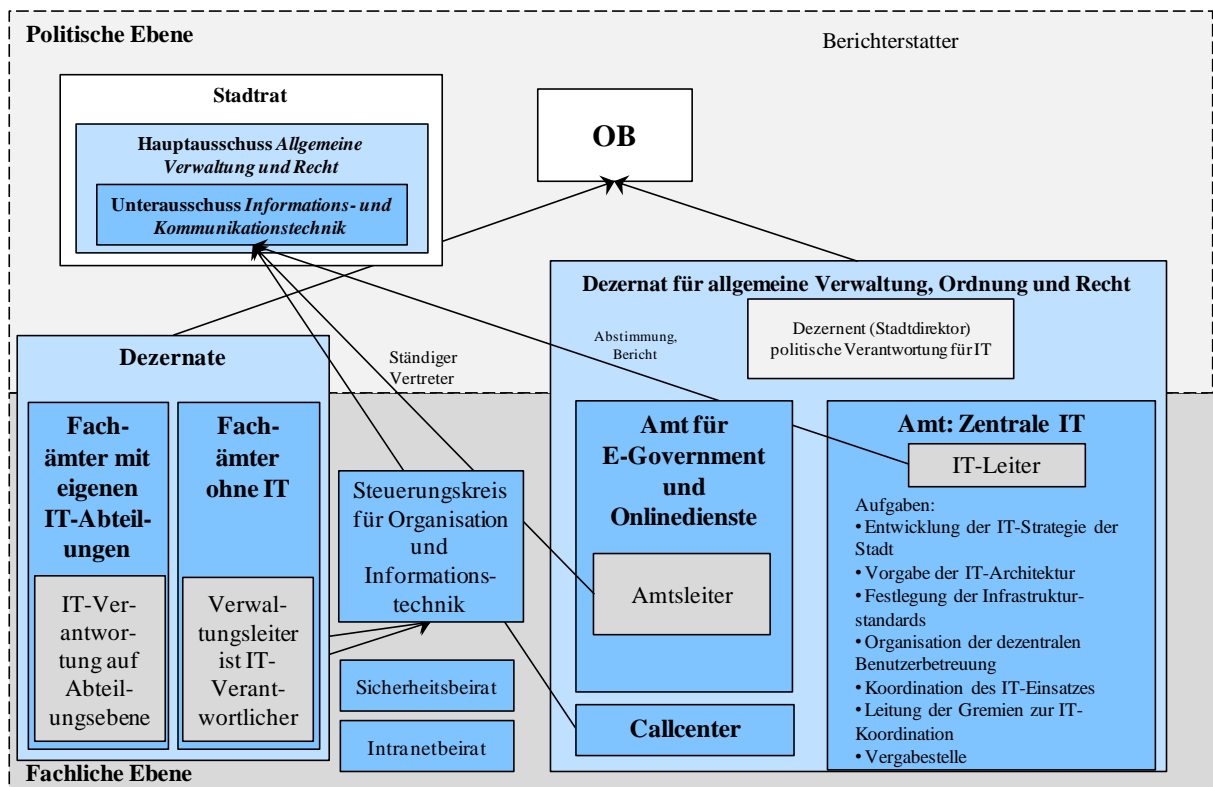 Politische Ebene
Berichterstatter
Stadtrat
Hauptausschuss Allgemeine
Verwaltung und Recht
Unterausschuss Informations- und
Kommunikationstechnik
OB
Dezernat für allgemeine Verwaltung, Ordnung und Recht
Dezernent (Stadtdirektor)
politische Verantwortung für IT
Abstimmung,
Bericht
Ständiger
Vertreter
Dezernate
Fach-
ämter mit
eigenen
IT-Abtei-
lungen
IT-Ver-
antwor-
tung auf
Abteil-
ungsebene
Fach-
ämter
ohne IT
Verwal-
tungsleiter
ist IT-
Verant-
wortlicher
Steuerungskreis
für Organisation
und
Informations-
technik
Sicherheitsbeirat
Intranetbeirat
Amt für
E-Government
und
Onlinedienste
Amtsleiter
Callcenter
Amt: Zentrale IT
IT-Leiter
Aufgaben:
• Entwicklung der IT-Strategie der
Stadt
• Vorgabe der IT-Architektur
• Festlegung der Infrastruktur-
standards
• Organisation der dezentralen
Benutzerbetreuung
• Koordination des IT-Einsatzes
• Leitung der Gremien zur IT-
Koordination
• Vergabestelle
Fachliche Ebene